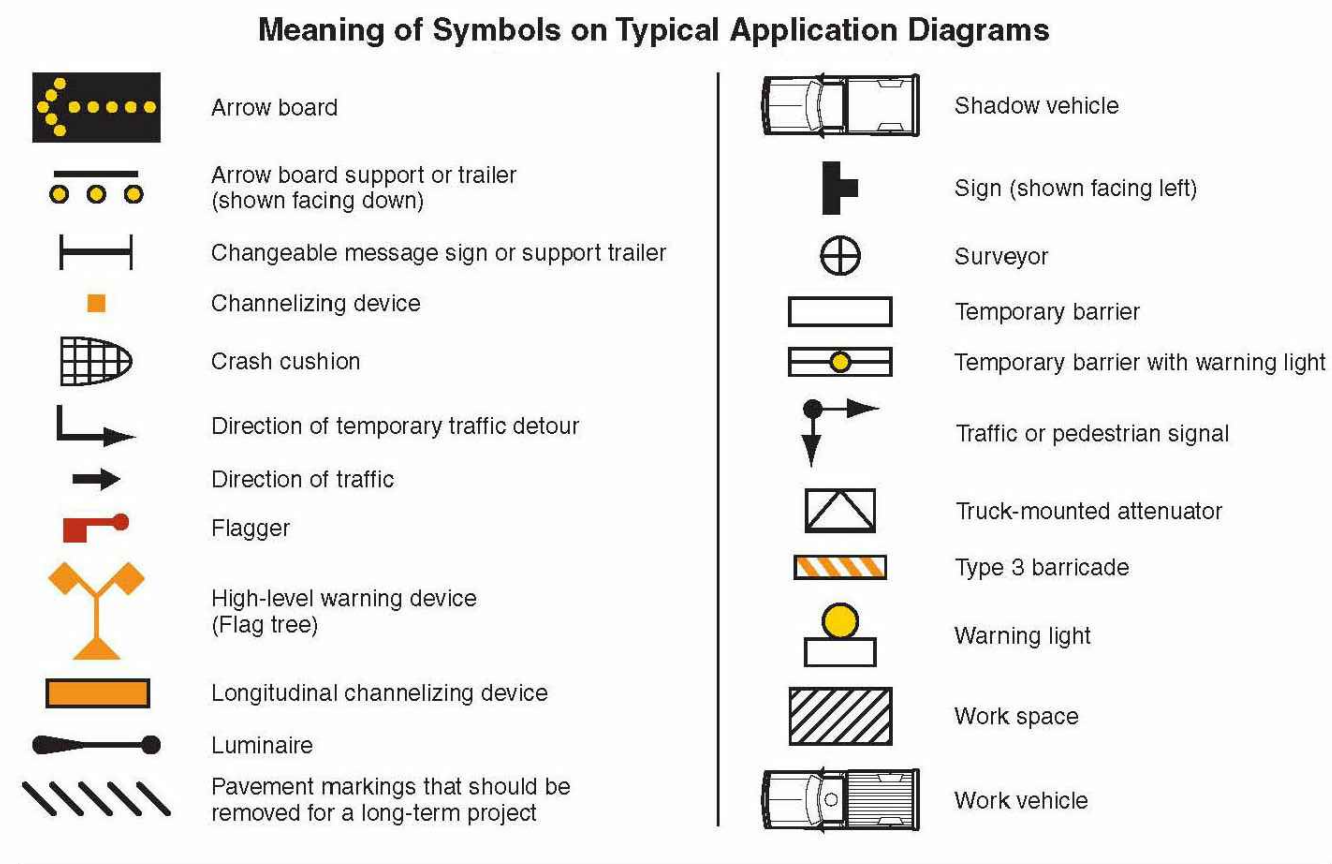 Meaning of Symbols on Typical Application Diagrams
Arrow board
Arrow board support or trailer
(shown facing down)
Changeable message sign or support trailer
Channelizing device
Crash cushion
Direction of temporary traffic detour
Direction of traffic
Flagger
High-level warning device
(Flag tree)
Longitudinal channelizing device
Luminaire
Pavement markings that should be
removed for a long-term project
Shadow vehicle
Sign (shown facing left)
Surveyor
Temporary barrier
Temporary barrier with warning light
Traffic or pedestrian signal
Truck-mounted attenuator
Type 3 barricade
Warning light
Work space
Work vehicle